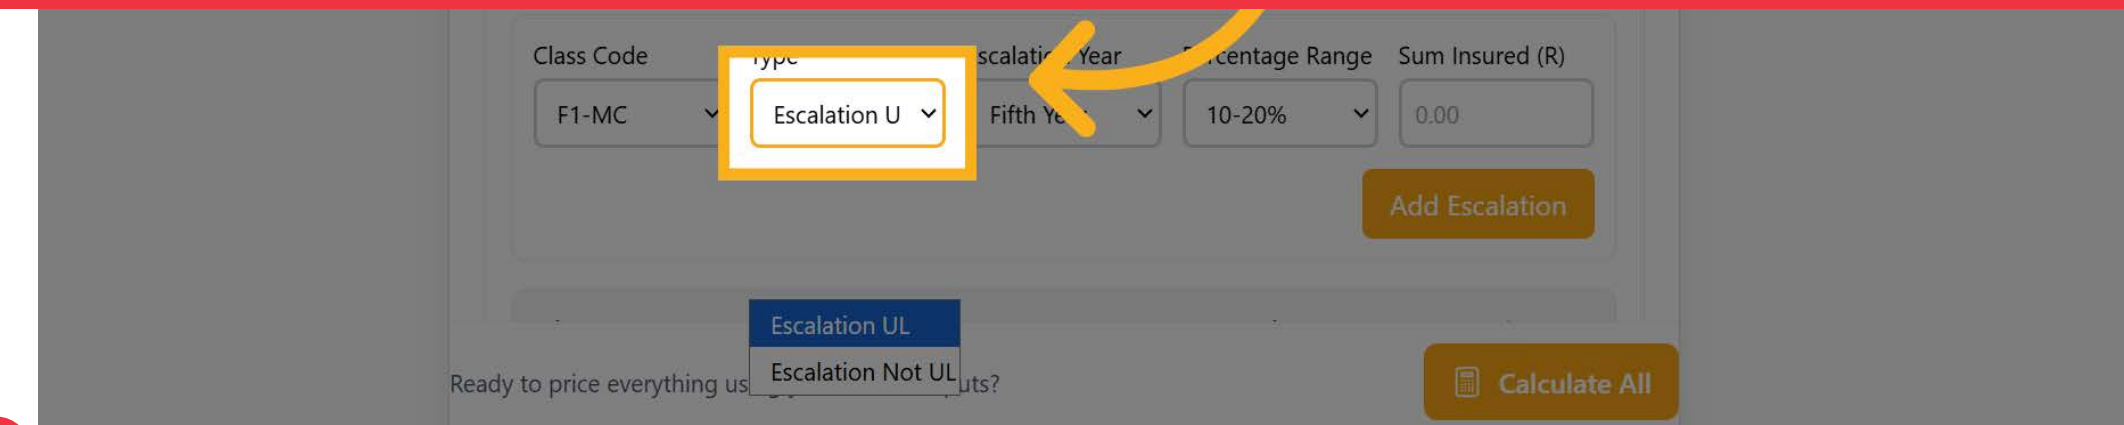 Class Code Type scalation Year Percentage Range Sum Insured (R)
F1-MC Escalation U Fifth Year 10-20% 0.00
Add Escalation
Escalation UL
Escalation Not UL
Ready to price everything us uts?
Calculate All